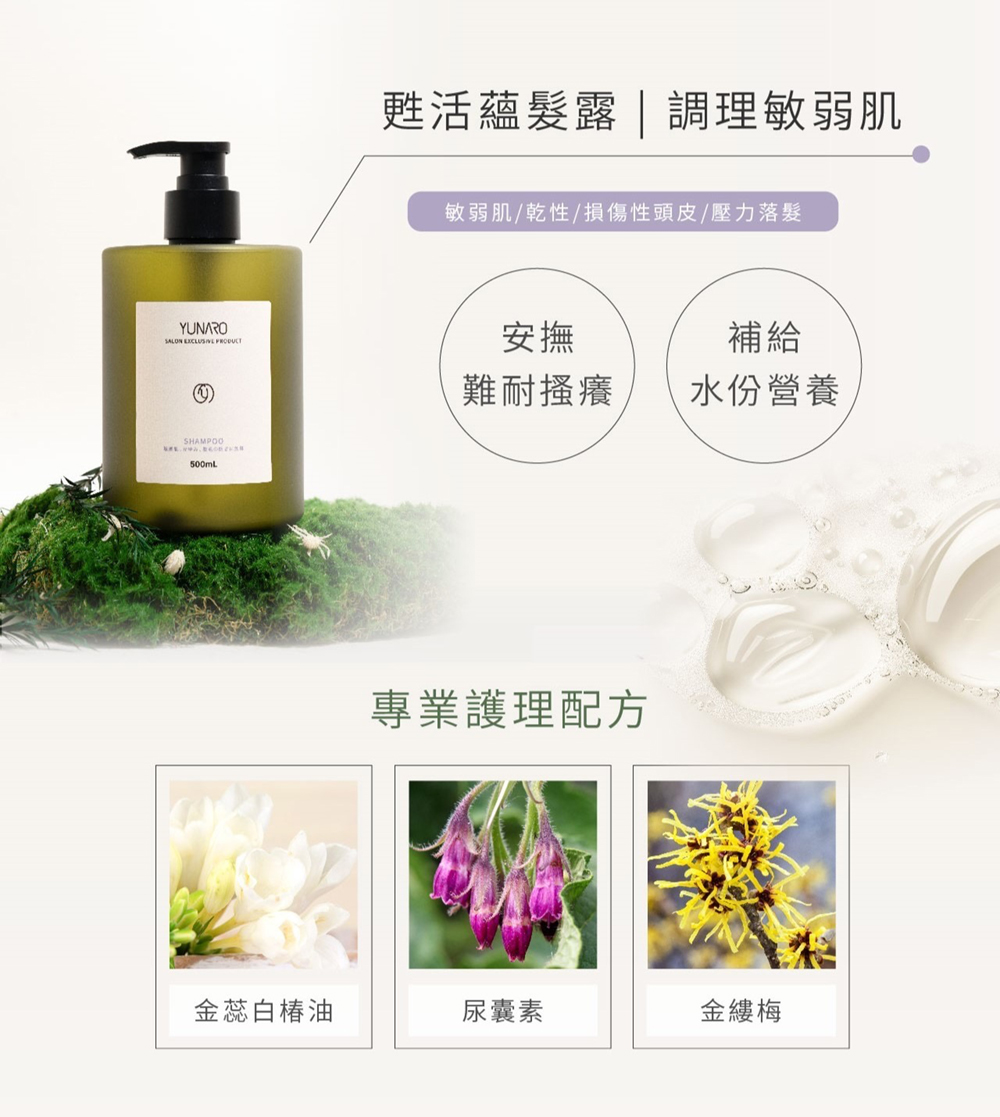 甦活蘊髮露 | 調理敏弱肌
敏弱肌/乾性/損傷性頭皮/壓力落髮
安撫
難耐搔癢
補給
水份營養
YUNARO
SALON EXCLUSIVE PRODUCT
SHAMPOO
500mL
專業護理配方
金蕊白椿油
尿囊素
金縷梅